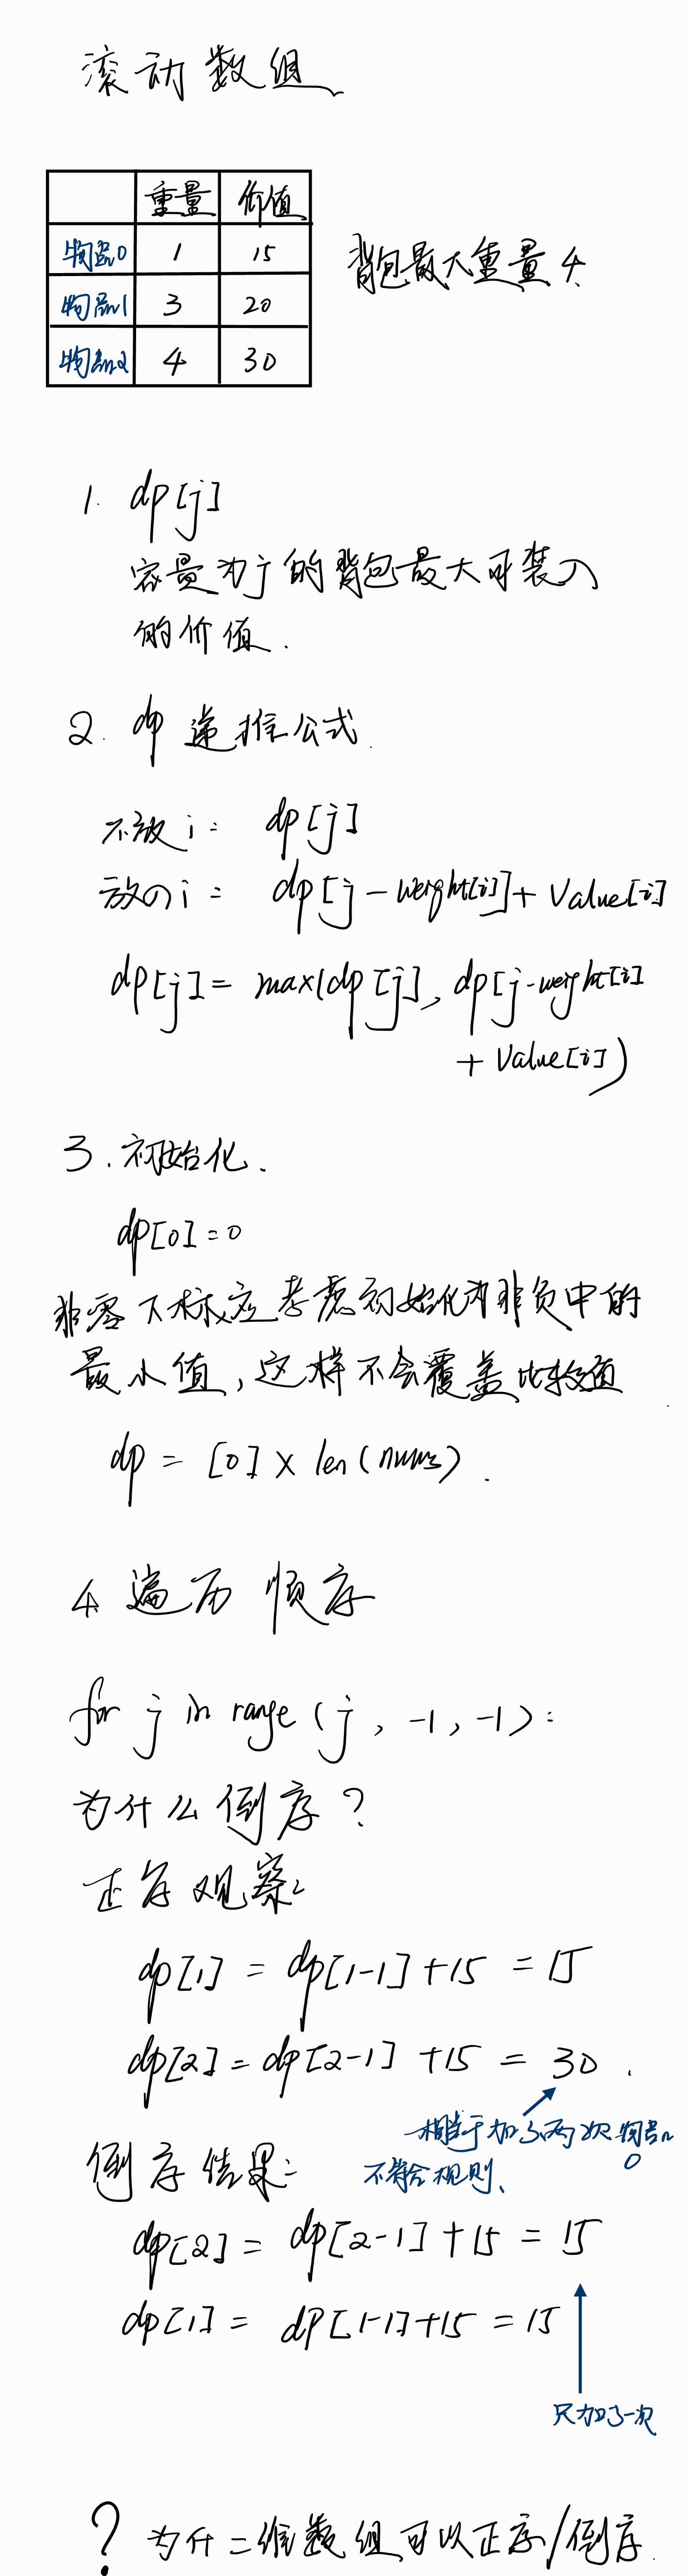 滚动数组
重量 价值
物品0 1 15
物品1 3 20
物品2 4 30
背包最大重量 4
1. dp[j]
容量为j的背包最大可装入
的价值.
2. dp 递推公式.
不放 i: dp[j]
放入 i: dp[j-weight[i]]+Value[i]
dp[j] = max(dp[j], dp[j-weight[i]
+ Value[i])
3. 初始化.
dp[0]=0
非零下标应考虑初始化为非负中的
最小值,这样不会覆盖比较值
dp = [0] × len(nums).
4 遍历 顺序
for j in range(j, -1, -1):
为什么倒序?
正序观察:
dp[1] = dp[1-1]+15 = 15
dp[2] = dp[2-1] +15 = 30.
相当于加了两次 物品
0
不符合规则、
倒序结果:
dp[2] = dp[2-1]+15 = 15
dp[1] = dp[1-1]+15 = 15
只加了一次
? 为什二维数组可以正序/倒序.